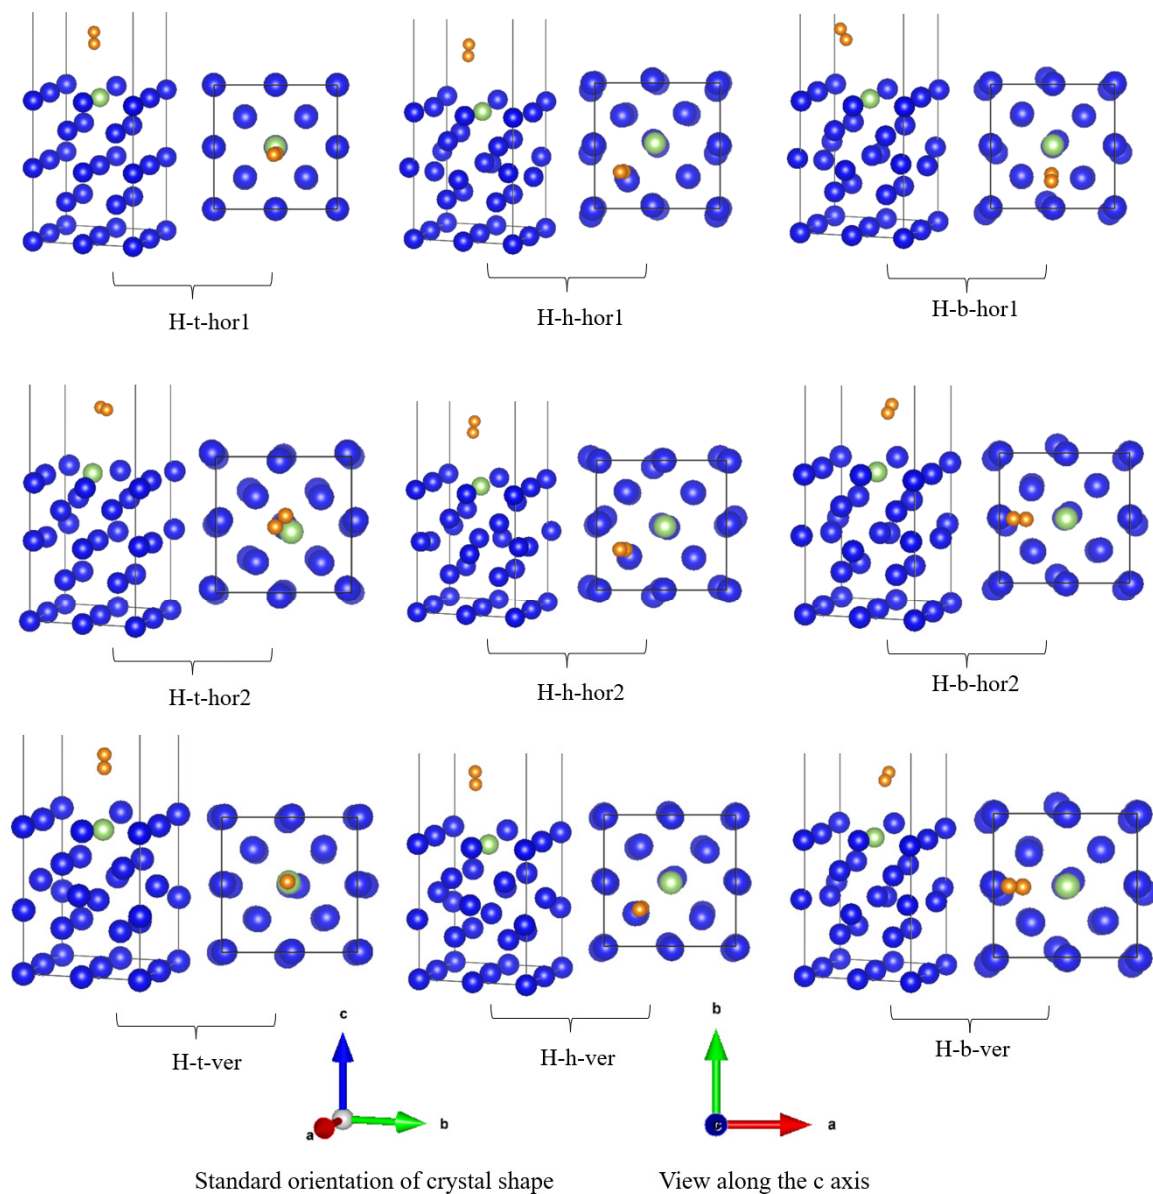 H-t-hor1
H-h-hor1
H-b-hor1
H-t-hor2
H-h-hor2
H-b-hor2
H-t-ver
H-h-ver
H-b-ver
c
b
a
b
c
a
Standard orientation of crystal shape
View along the c axis